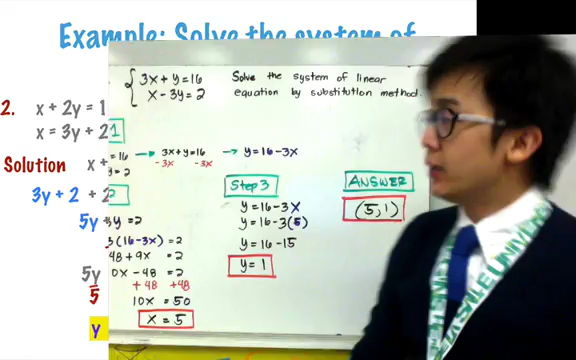 Example: Solve the system of
2. x + 2y = 1
x = 3y + 2
Solution x +
3y + 2 + 2
5y
5y
5
y
3x + y = 16
x - 3y = 2
Solve the system of linear
equation by substitution method.
1
= 16 → 3x + y = 16 → y = 16 - 3x
-3x -3x
y = 2
2
3y = 2
3(16-3x) = 2
48 + 9x = 2
10x - 48 = 2
+ 48 +48
10x = 50
x = 5
Step 3
y = 16 - 3x
y = 16 - 3(5)
y = 16 - 15
y = 1
ANSWER
(5, 1)